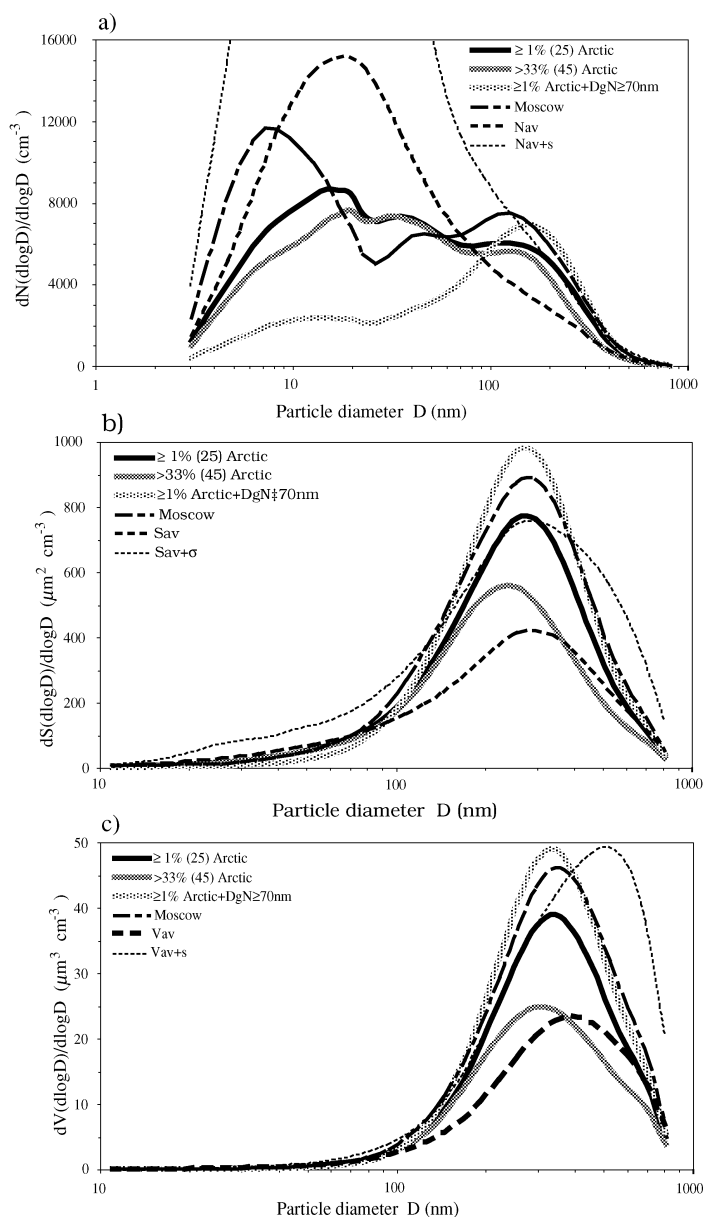 a)
16000
12000
8000
4000
0
dN(dlogD)/dlogD (cm⁻³)
≥ 1% (25) Arctic
>33% (45) Arctic
≥1% Arctic+DgN≥70nm
Moscow
Nav
Nav+s
1 10 100 1000
Particle diameter D (nm)
b)
1000
800
600
400
200
0
dS(dlogD)/dlogD (µm² cm⁻³)
≥ 1% (25) Arctic
>33% (45) Arctic
≥1% Arctic+DgN‡70nm
Moscow
Sav
Sav+σ
10 100 1000
Particle diameter D (nm)
c)
50
40
30
20
10
0
dV(dlogD)/dlogD (µm³ cm⁻³)
≥ 1% (25) Arctic
>33% (45) Arctic
≥1% Arctic+DgN≥70nm
Moscow
Vav
Vav+s
10 100 1000
Particle diameter D (nm)